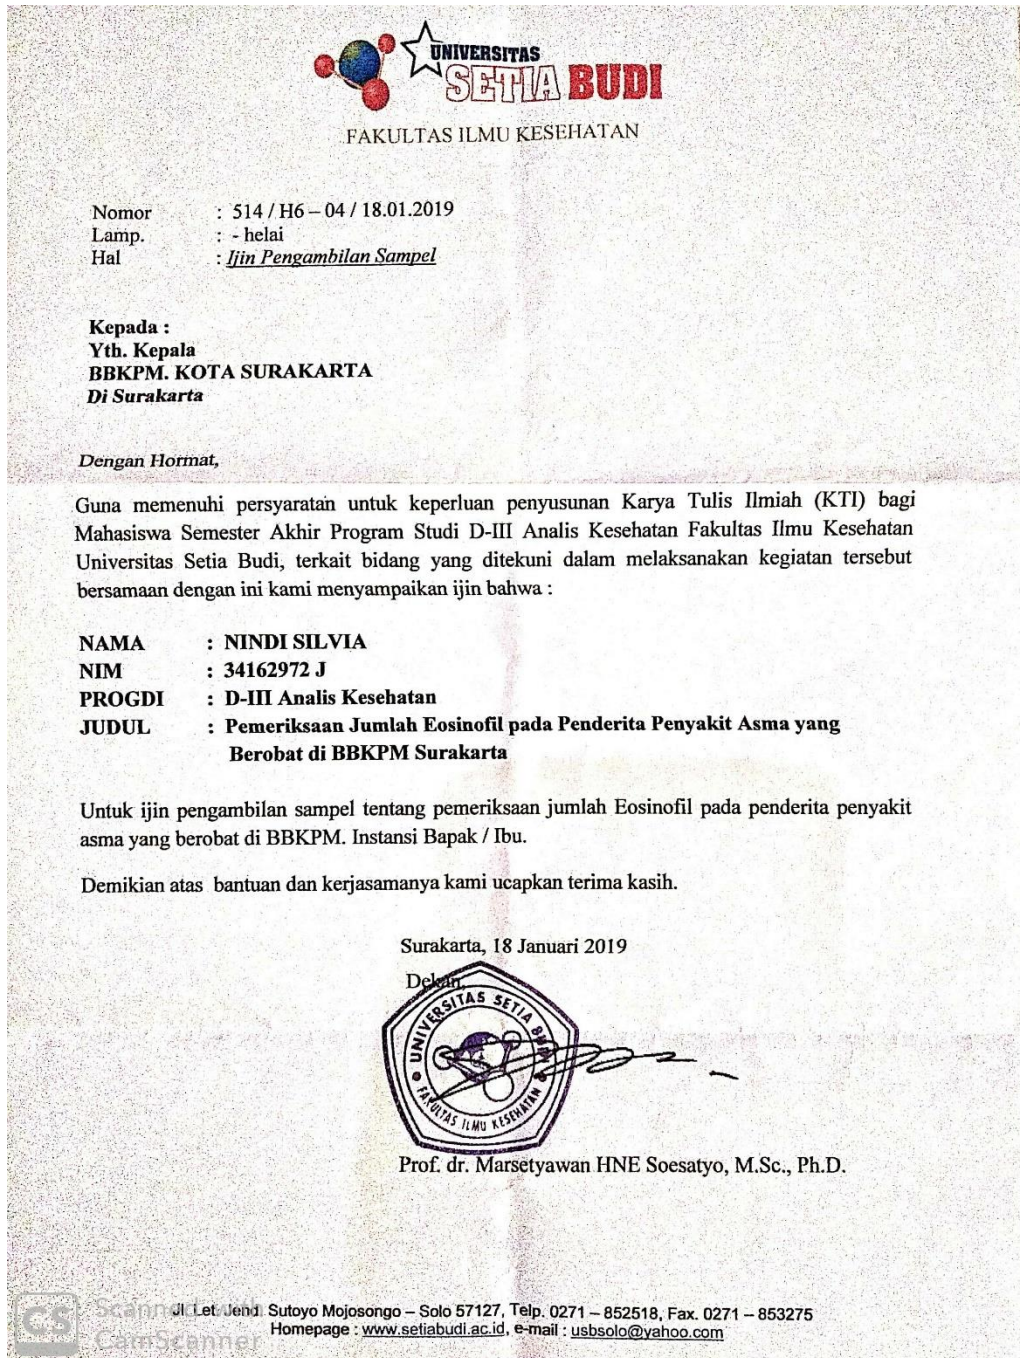 UNIVERSITAS
SETIA BUDI
FAKULTAS ILMU KESEHATAN
Nomor : 514 / H6 – 04 / 18.01.2019
Lamp. : - helai
Hal : Ijin Pengambilan Sampel
Kepada :
Yth. Kepala
BBKPM. KOTA SURAKARTA
Di Surakarta
Dengan Hormat,
Guna memenuhi persyaratan untuk keperluan penyusunan Karya Tulis Ilmiah (KTI) bagi
Mahasiswa Semester Akhir Program Studi D-III Analis Kesehatan Fakultas Ilmu Kesehatan
Universitas Setia Budi, terkait bidang yang ditekuni dalam melaksanakan kegiatan tersebut
bersamaan dengan ini kami menyampaikan ijin bahwa :
NAMA : NINDI SILVIA
NIM : 34162972 J
PROGDI : D-III Analis Kesehatan
JUDUL : Pemeriksaan Jumlah Eosinofil pada Penderita Penyakit Asma yang
Berobat di BBKPM Surakarta
Untuk ijin pengambilan sampel tentang pemeriksaan jumlah Eosinofil pada penderita penyakit
asma yang berobat di BBKPM. Instansi Bapak / Ibu.
Demikian atas bantuan dan kerjasamanya kami ucapkan terima kasih.
Surakarta, 18 Januari 2019
Dekan,
UNIVERSITAS SETIA BUDI
FAKULTAS ILMU KESEHATAN
Prof. dr. Marsetyawan HNE Soesatyo, M.Sc., Ph.D.
Jl. Let. Jend. Sutoyo Mojosongo – Solo 57127, Telp. 0271 – 852518, Fax. 0271 – 853275
Homepage : www.setiabudi.ac.id, e-mail : usbsolo@yahoo.com
CS Scanned with
CamScanner